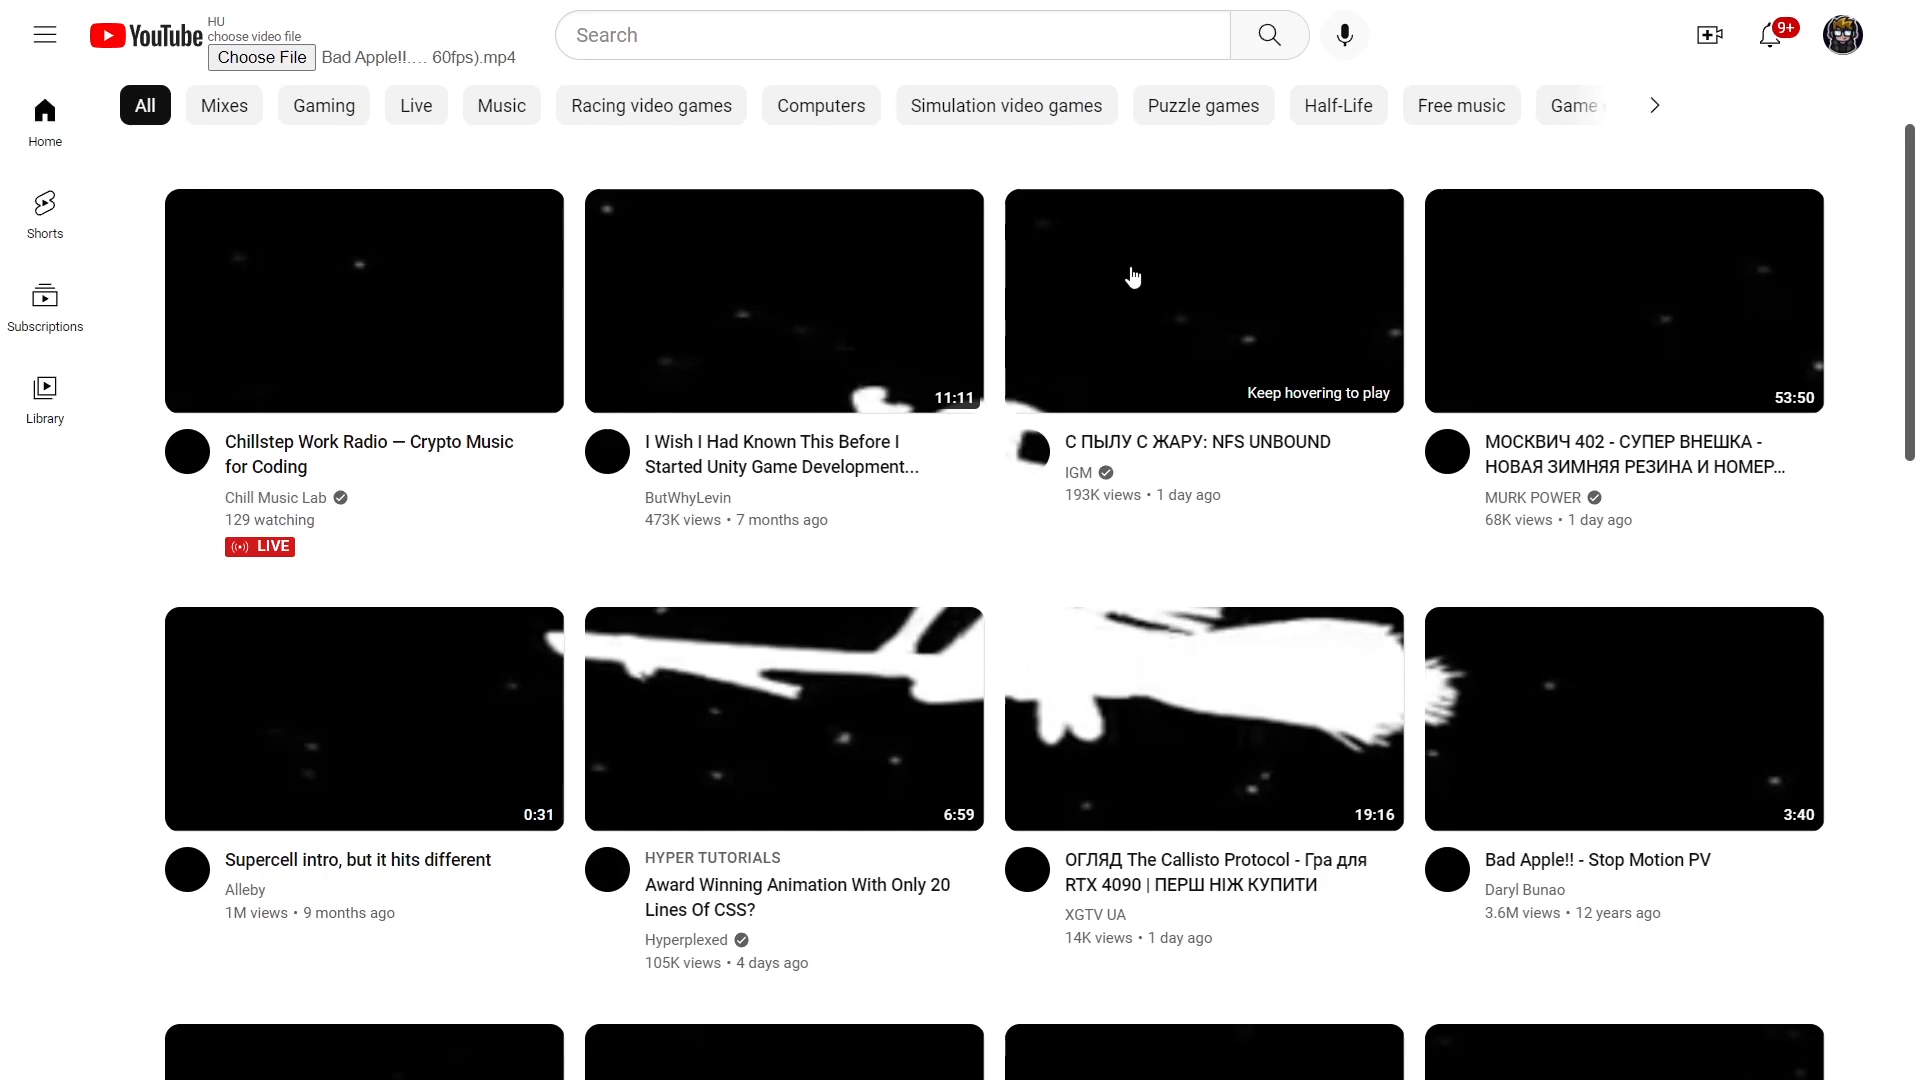 YouTube
HU
choose video file
Choose File Bad Apple!!.... 60fps).mp4
Search
9+
All
Mixes
Gaming
Live
Music
Racing video games
Computers
Simulation video games
Puzzle games
Half-Life
Free music
Game
Home
Shorts
Subscriptions
Library
Chillstep Work Radio — Crypto Music
for Coding
Chill Music Lab
129 watching
LIVE
11:11
I Wish I Had Known This Before I
Started Unity Game Development...
ButWhyLevin
473K views • 7 months ago
Keep hovering to play
С ПЫЛУ С ЖАРУ: NFS UNBOUND
IGM
193K views • 1 day ago
53:50
МОСКВИЧ 402 - СУПЕР ВНЕШКА -
НОВАЯ ЗИМНЯЯ РЕЗИНА И НОМЕР...
MURK POWER
68K views • 1 day ago
0:31
Supercell intro, but it hits different
Alleby
1M views • 9 months ago
6:59
HYPER TUTORIALS
Award Winning Animation With Only 20
Lines Of CSS?
Hyperplexed
105K views • 4 days ago
19:16
ОГЛЯД The Callisto Protocol - Гра для
RTX 4090 | ПЕРШ НІЖ КУПИТИ
XGTV UA
14K views • 1 day ago
3:40
Bad Apple!! - Stop Motion PV
Daryl Bunao
3.6M views • 12 years ago